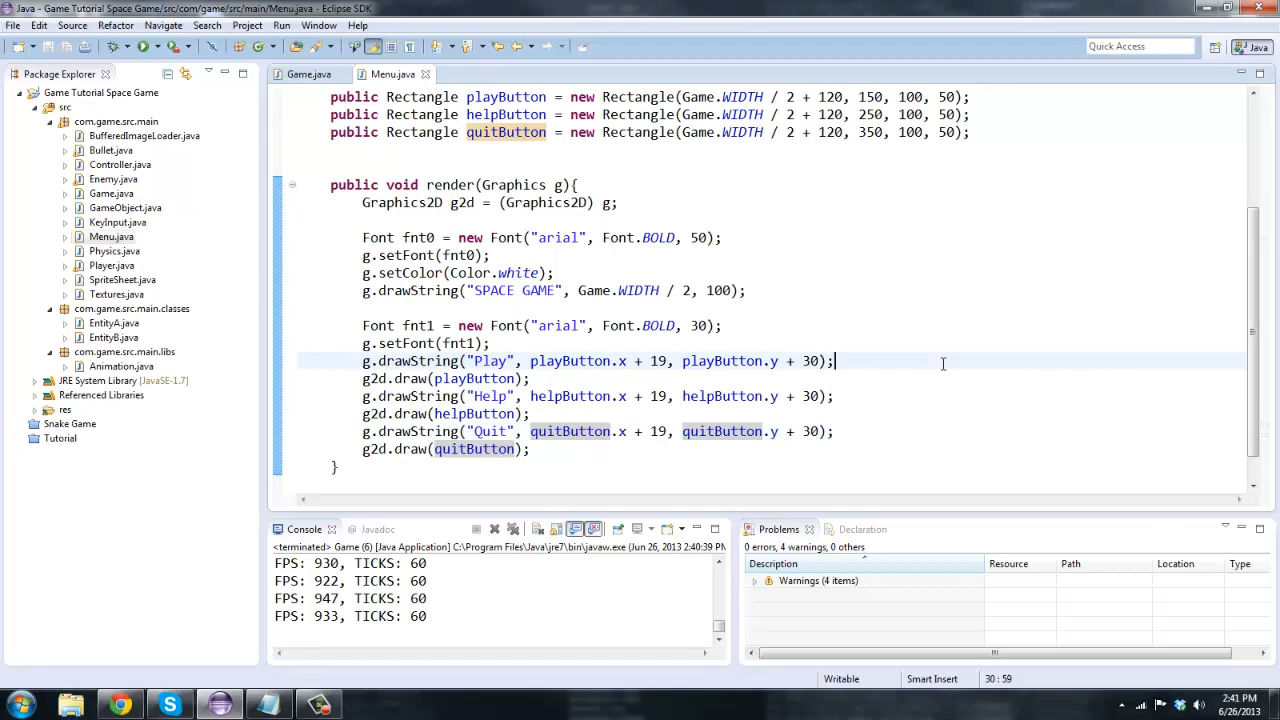 Java - Game Tutorial Space Game/src/com/game/src/main/Menu.java - Eclipse SDK
File Edit Source Refactor Navigate Search Project Run Window Help
Quick Access
Java
Package Explorer
Game Tutorial Space Game
src
com.game.src.main
BufferedImageLoader.java
Bullet.java
Controller.java
Enemy.java
Game.java
GameObject.java
KeyInput.java
Menu.java
Physics.java
Player.java
SpriteSheet.java
Textures.java
com.game.src.main.classes
EntityA.java
EntityB.java
com.game.src.main.libs
Animation.java
JRE System Library [JavaSE-1.7]
Referenced Libraries
res
Snake Game
Tutorial
Game.java Menu.java
public Rectangle playButton = new Rectangle(Game.WIDTH / 2 + 120, 150, 100, 50);
public Rectangle helpButton = new Rectangle(Game.WIDTH / 2 + 120, 250, 100, 50);
public Rectangle quitButton = new Rectangle(Game.WIDTH / 2 + 120, 350, 100, 50);
public void render(Graphics g){
Graphics2D g2d = (Graphics2D) g;
Font fnt0 = new Font("arial", Font.BOLD, 50);
g.setFont(fnt0);
g.setColor(Color.white);
g.drawString("SPACE GAME", Game.WIDTH / 2, 100);
Font fnt1 = new Font("arial", Font.BOLD, 30);
g.setFont(fnt1);
g.drawString("Play", playButton.x + 19, playButton.y + 30);
g2d.draw(playButton);
g.drawString("Help", helpButton.x + 19, helpButton.y + 30);
g2d.draw(helpButton);
g.drawString("Quit", quitButton.x + 19, quitButton.y + 30);
g2d.draw(quitButton);
}
Console Javadoc
<terminated> Game (6) [Java Application] C:\Program Files\Java\jre7\bin\javaw.exe (Jun 26, 2013 2:40:39 PM)
FPS: 930, TICKS: 60
FPS: 922, TICKS: 60
FPS: 947, TICKS: 60
FPS: 933, TICKS: 60
Problems Declaration
0 errors, 4 warnings, 0 others
Description Resource Path Location Type
Warnings (4 items)
Writable Smart Insert 30 : 59
2:41 PM
6/26/2013